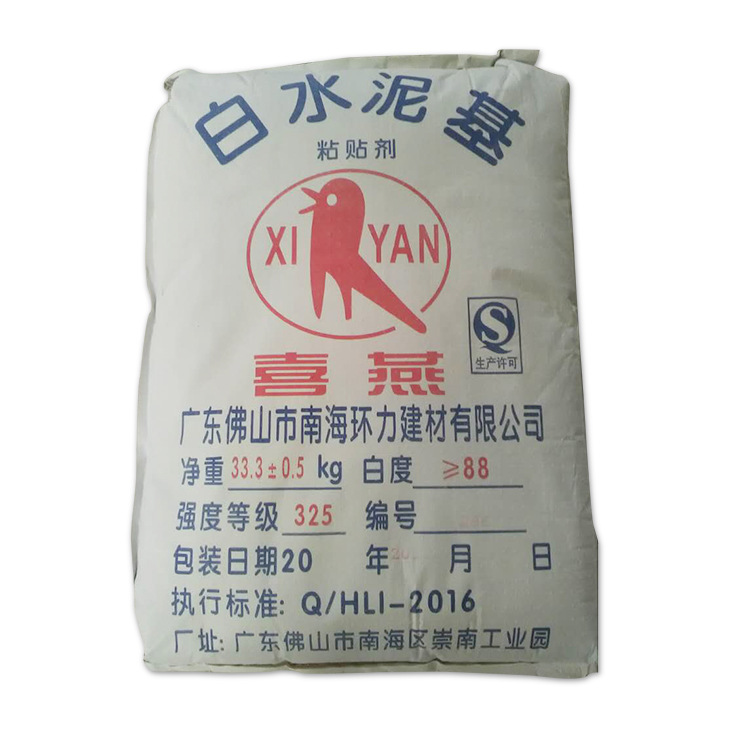 白水泥基
粘贴剂
XI YAN
喜燕
生产许可
广东佛山市南海环力建材有限公司
净重 33.3±0.5 kg 白度 ≥88
强度等级 325 编号
包装日期20 年 月 日
执行标准: Q/HLI-2016
厂址: 广东佛山市南海区崇南工业园